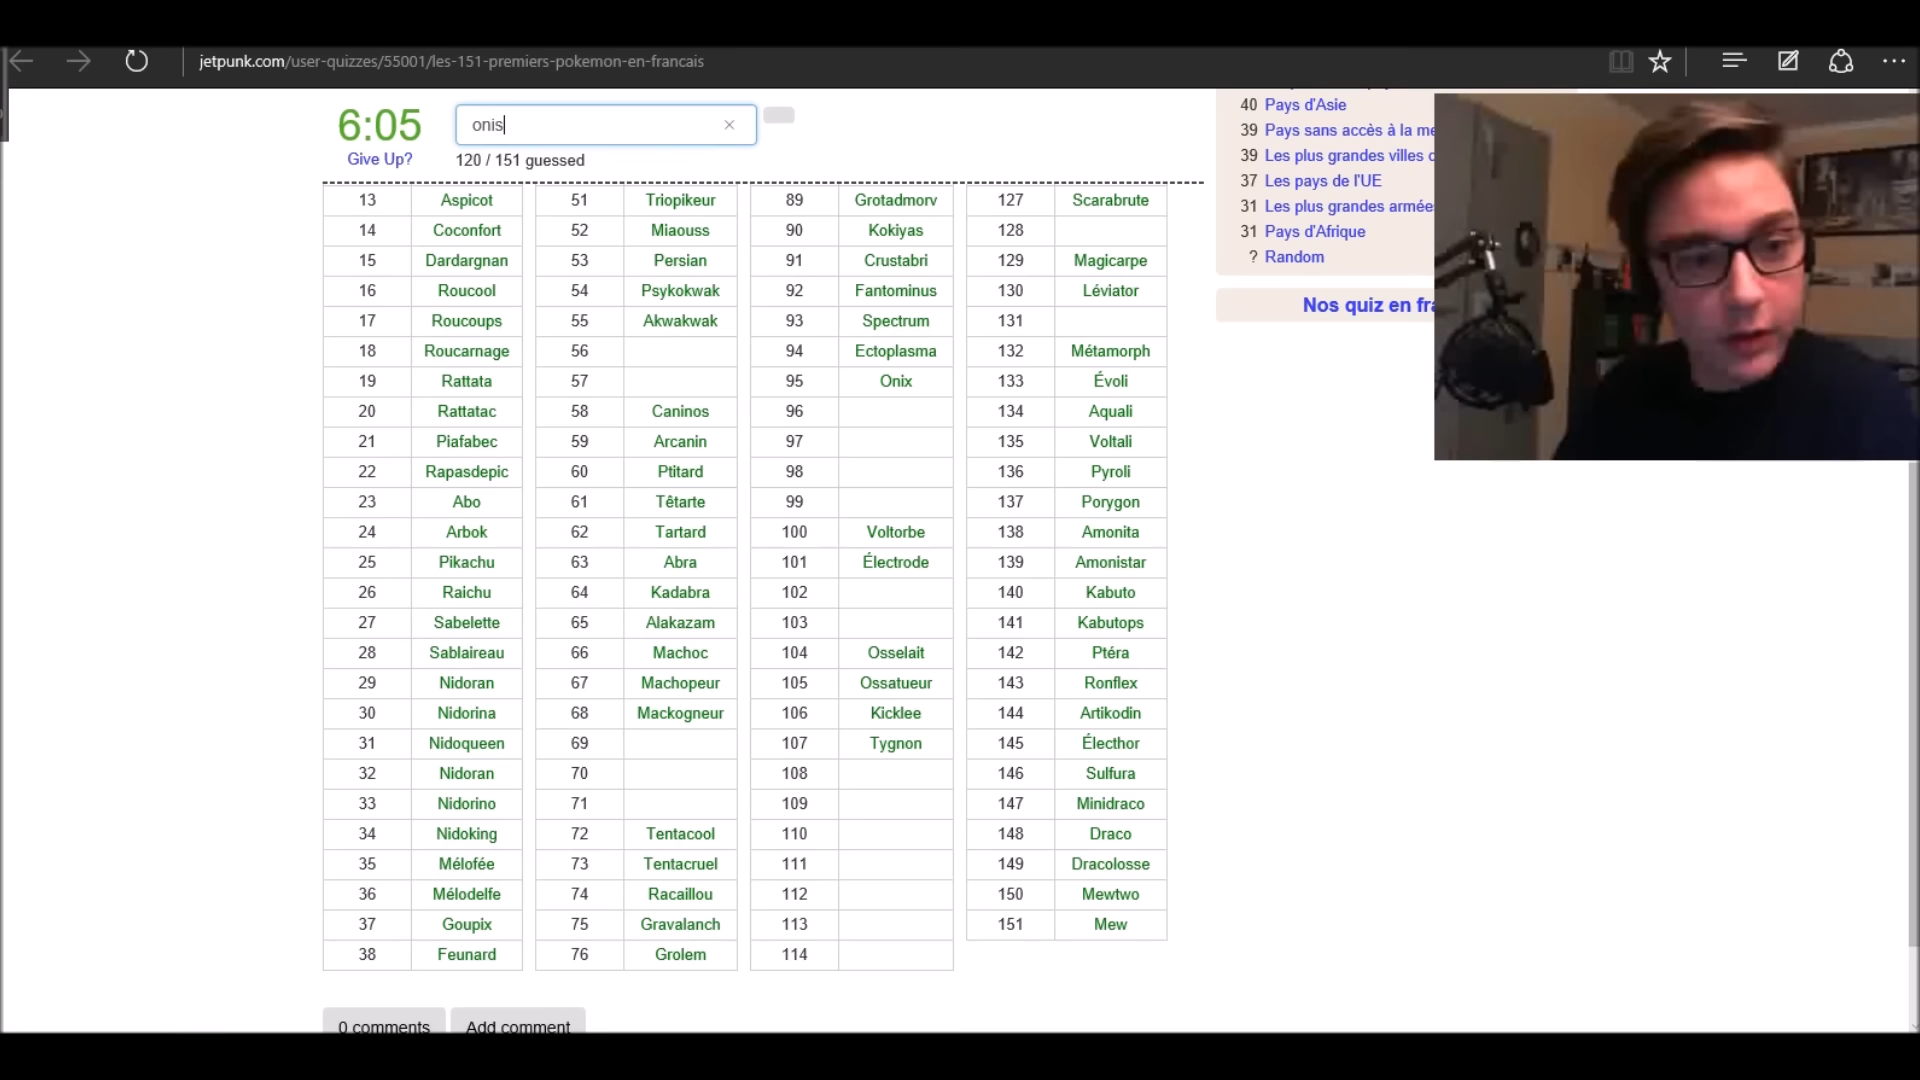 jetpunk.com/user-quizzes/55001/les-151-premiers-pokemon-en-francais
6:05
onis
Give Up?
120 / 151 guessed
13 Aspicot
14 Coconfort
15 Dardargnan
16 Roucool
17 Roucoups
18 Roucarnage
19 Rattata
20 Rattatac
21 Piafabec
22 Rapasdepic
23 Abo
24 Arbok
25 Pikachu
26 Raichu
27 Sabelette
28 Sablaireau
29 Nidoran
30 Nidorina
31 Nidoqueen
32 Nidoran
33 Nidorino
34 Nidoking
35 Mélofée
36 Mélodelfe
37 Goupix
38 Feunard
51 Triopikeur
52 Miaouss
53 Persian
54 Psykokwak
55 Akwakwak
56
57
58 Caninos
59 Arcanin
60 Ptitard
61 Têtarte
62 Tartard
63 Abra
64 Kadabra
65 Alakazam
66 Machoc
67 Machopeur
68 Mackogneur
69
70
71
72 Tentacool
73 Tentacruel
74 Racaillou
75 Gravalanch
76 Grolem
89 Grotadmorv
90 Kokiyas
91 Crustabri
92 Fantominus
93 Spectrum
94 Ectoplasma
95 Onix
96
97
98
99
100 Voltorbe
101 Électrode
102
103
104 Osselait
105 Ossatueur
106 Kicklee
107 Tygnon
108
109
110
111
112
113
114
127 Scarabrute
128
129 Magicarpe
130 Léviator
131
132 Métamorph
133 Évoli
134 Aquali
135 Voltali
136 Pyroli
137 Porygon
138 Amonita
139 Amonistar
140 Kabuto
141 Kabutops
142 Ptéra
143 Ronflex
144 Artikodin
145 Électhor
146 Sulfura
147 Minidraco
148 Draco
149 Dracolosse
150 Mewtwo
151 Mew
40 Pays d'Asie
39 Pays sans accès à la me
39 Les plus grandes villes
37 Les pays de l'UE
31 Les plus grandes armée
31 Pays d'Afrique
? Random
Nos quiz en fra
0 comments
Add comment